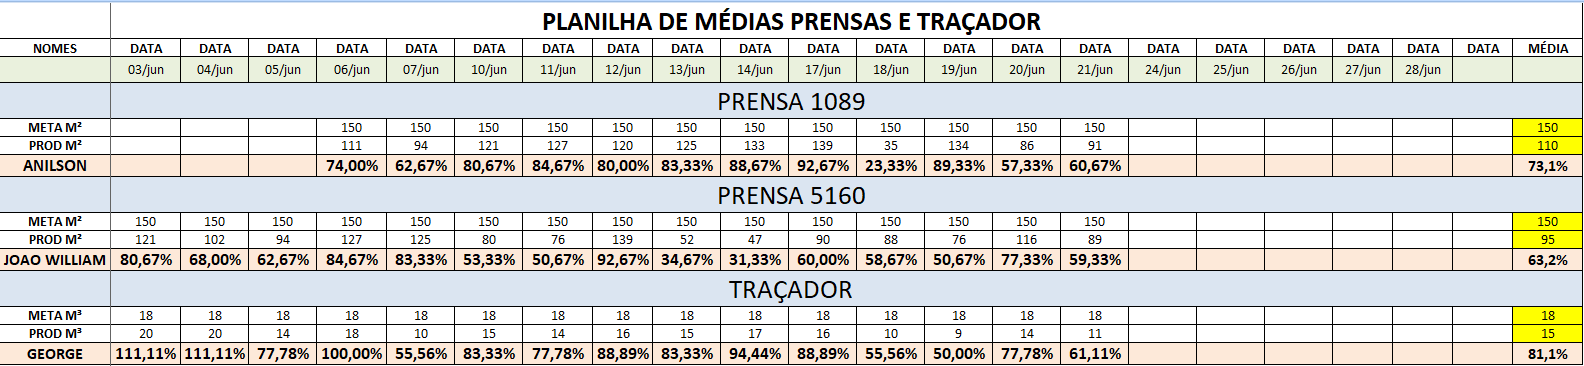 PLANILHA DE MÉDIAS PRENSAS E TRAÇADOR
NOMES DATA DATA DATA DATA DATA DATA DATA DATA DATA DATA DATA DATA DATA DATA DATA DATA DATA DATA DATA DATA DATA MÉDIA
03/jun 04/jun 05/jun 06/jun 07/jun 10/jun 11/jun 12/jun 13/jun 14/jun 17/jun 18/jun 19/jun 20/jun 21/jun 24/jun 25/jun 26/jun 27/jun 28/jun
PRENSA 1089
META M² 150 150 150 150 150 150 150 150 150 150 150 150 150
PROD M² 111 94 121 127 120 125 133 139 35 134 86 91 110
ANILSON 74,00% 62,67% 80,67% 84,67% 80,00% 83,33% 88,67% 92,67% 23,33% 89,33% 57,33% 60,67% 73,1%
PRENSA 5160
META M² 150 150 150 150 150 150 150 150 150 150 150 150 150 150 150 150
PROD M² 121 102 94 127 125 80 76 139 52 47 90 88 76 116 89 95
JOAO WILLIAM 80,67% 68,00% 62,67% 84,67% 83,33% 53,33% 50,67% 92,67% 34,67% 31,33% 60,00% 58,67% 50,67% 77,33% 59,33% 63,2%
TRAÇADOR
META M³ 18 18 18 18 18 18 18 18 18 18 18 18 18 18 18 18
PROD M³ 20 20 14 18 10 15 14 16 15 17 16 10 9 14 11 15
GEORGE 111,11% 111,11% 77,78% 100,00% 55,56% 83,33% 77,78% 88,89% 83,33% 94,44% 88,89% 55,56% 50,00% 77,78% 61,11% 81,1%